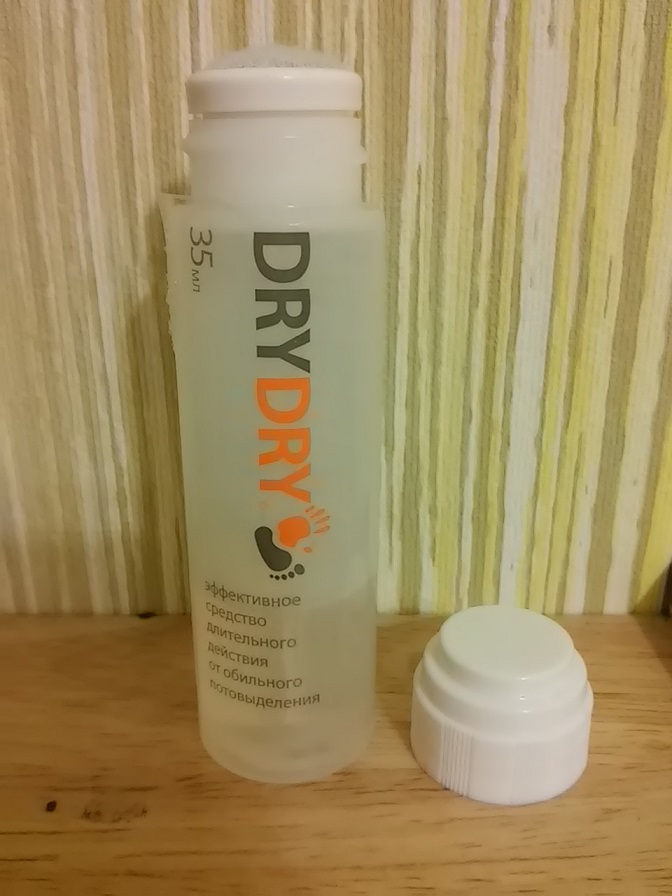 35 мл
DRY DRY
эффективное
средство
длительного
действия
от обильного
потовыделения